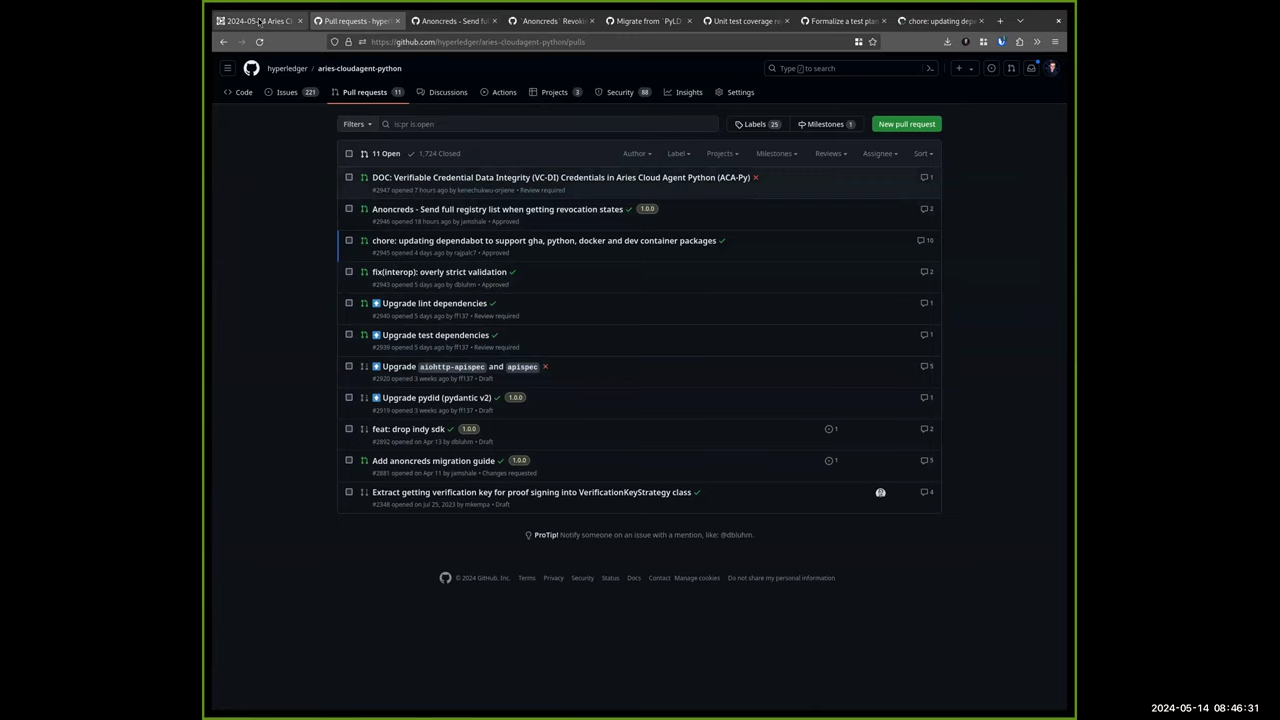 2024-05-14 Aries Cl
Pull requests · hyperl
Anoncreds - Send ful
`Anoncreds` Revoki
Migrate from `PyLD
Unit test coverage re
Formalize a test plan
chore: updating depe
https://github.com/hyperledger/aries-cloudagent-python/pulls
hyperledger / aries-cloudagent-python
Type / to search
Code
Issues 221
Pull requests 11
Discussions
Actions
Projects 3
Security 88
Insights
Settings
Filters
is:pr is:open
Labels 25
Milestones 1
New pull request
11 Open
1,724 Closed
Author
Label
Projects
Milestones
Reviews
Assignee
Sort
DOC: Verifiable Credential Data Integrity (VC-DI) Credentials in Aries Cloud Agent Python (ACA-Py)
1
#2947 opened 7 hours ago by kenechukwu-orjiene • Review required
Anoncreds - Send full registry list when getting revocation states 1.0.0
2
#2946 opened 18 hours ago by jamshale • Approved
chore: updating dependabot to support gha, python, docker and dev container packages
10
#2945 opened 4 days ago by rajpalc7 • Approved
fix(interop): overly strict validation
2
#2943 opened 5 days ago by dbluhm • Approved
Upgrade lint dependencies
1
#2940 opened 5 days ago by ff137 • Review required
Upgrade test dependencies
1
#2939 opened 5 days ago by ff137 • Review required
Upgrade aiohttp-apispec and apispec
5
#2920 opened 3 weeks ago by ff137 • Draft
Upgrade pydid (pydantic v2) 1.0.0
1
#2919 opened 3 weeks ago by ff137 • Draft
feat: drop indy sdk 1.0.0
1
2
#2892 opened on Apr 13 by dbluhm • Draft
Add anoncreds migration guide 1.0.0
1
5
#2881 opened on Apr 11 by jamshale • Changes requested
Extract getting verification key for proof signing into VerificationKeyStrategy class
4
#2348 opened on Jul 25, 2023 by mkempa • Draft
ProTip! Notify someone on an issue with a mention, like: @dbluhm.
© 2024 GitHub, Inc.
Terms
Privacy
Security
Status
Docs
Contact
Manage cookies
Do not share my personal information
2024-05-14 08:46:31